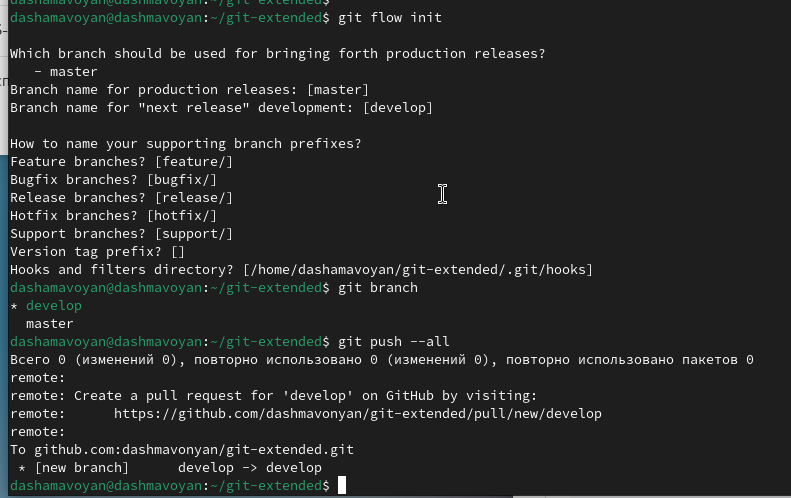 dashamavoyan@dashmavoyan:~/git-extended$
dashamavoyan@dashmavoyan:~/git-extended$ git flow init
Which branch should be used for bringing forth production releases?
   - master
Branch name for production releases: [master]
Branch name for "next release" development: [develop]
How to name your supporting branch prefixes?
Feature branches? [feature/]
Bugfix branches? [bugfix/]
Release branches? [release/]
Hotfix branches? [hotfix/]
Support branches? [support/]
Version tag prefix? []
Hooks and filters directory? [/home/dashamavoyan/git-extended/.git/hooks]
dashamavoyan@dashmavoyan:~/git-extended$ git branch
* develop
  master
dashamavoyan@dashmavoyan:~/git-extended$ git push --all
Всего 0 (изменений 0), повторно использовано 0 (изменений 0), повторно использовано пакетов 0
remote:
remote: Create a pull request for 'develop' on GitHub by visiting:
remote:      https://github.com/dashmavonyan/git-extended/pull/new/develop
remote:
To github.com:dashmavonyan/git-extended.git
 * [new branch]      develop -> develop
dashamavoyan@dashmavoyan:~/git-extended$